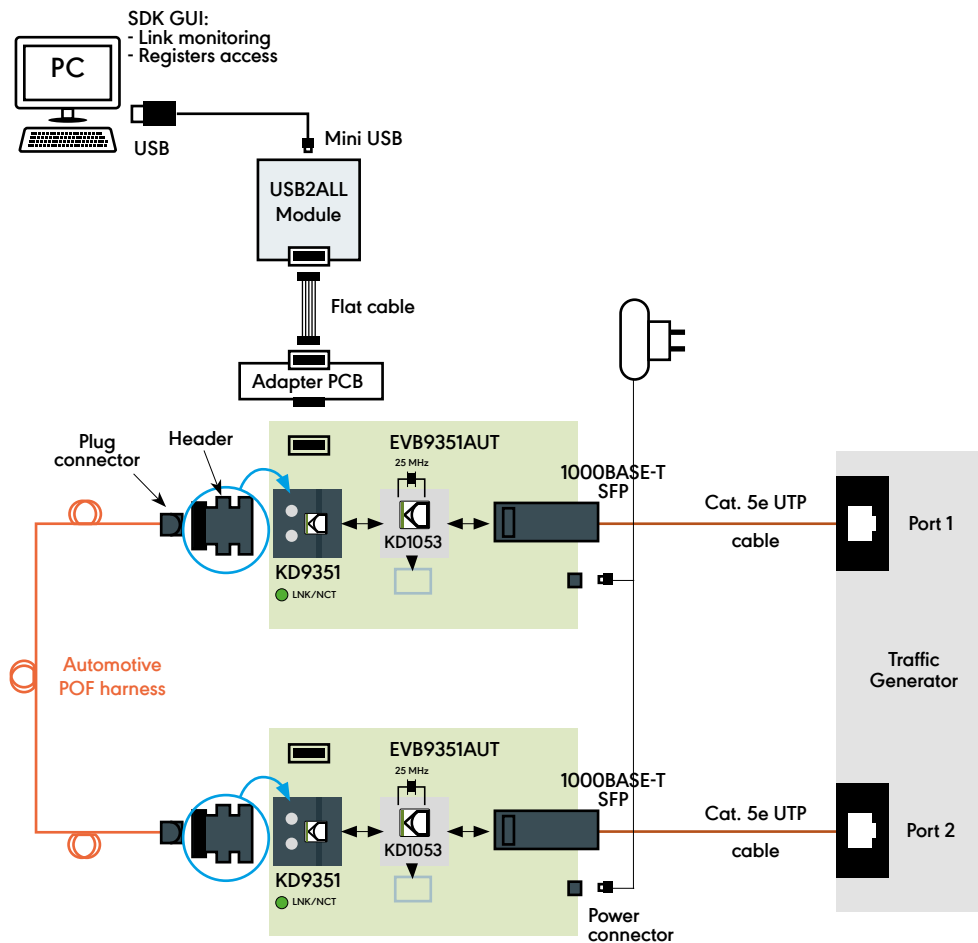 SDK GUI:
- Link monitoring
- Registers access
PC
USB
Mini USB
USB2ALL
Module
Flat cable
Adapter PCB
Plug
connector
Header
EVB9351AUT
25 MHz
1000BASE-T
SFP
KD1053
KD9351
LNK/NCT
Cat. 5e UTP
cable
Port 1
Automotive
POF harness
Traffic
Generator
EVB9351AUT
25 MHz
1000BASE-T
SFP
KD1053
KD9351
LNK/NCT
Cat. 5e UTP
cable
Port 2
Power
connector